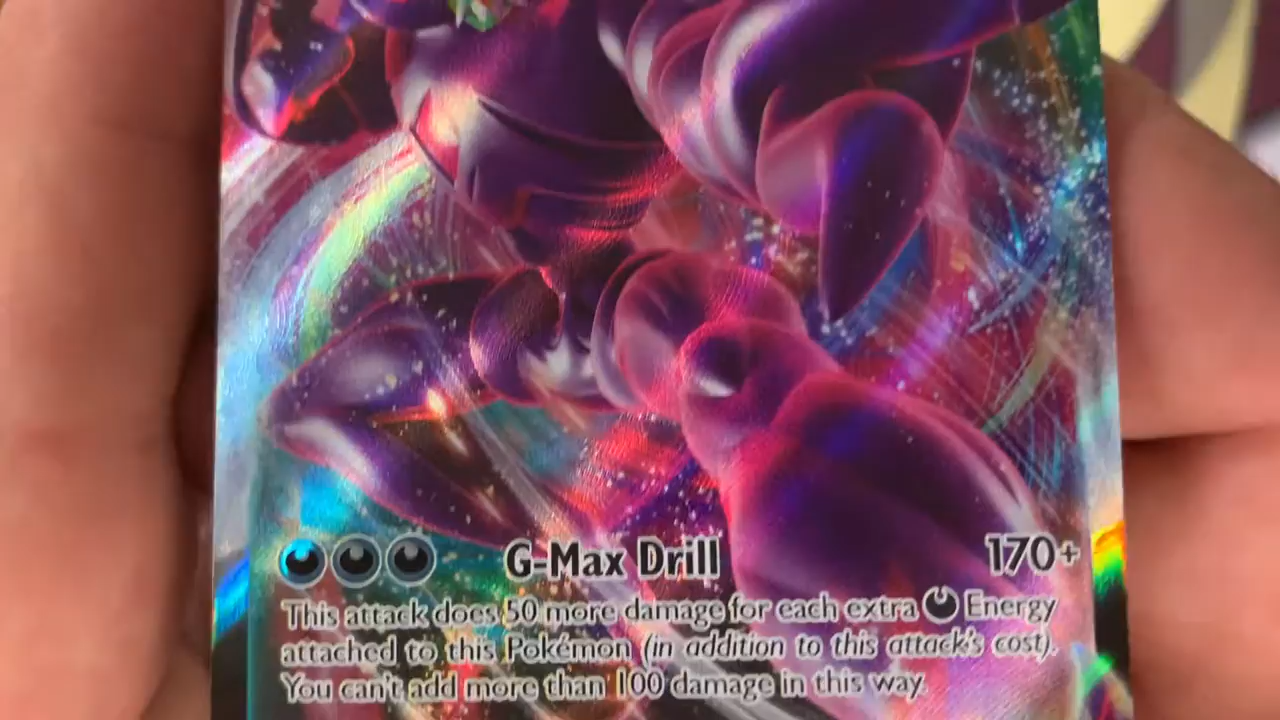 G-Max Drill 170+
This attack does 50 more damage for each extra Energy
attached to this Pokémon (in addition to this attack's cost).
You can't add more than 100 damage in this way.